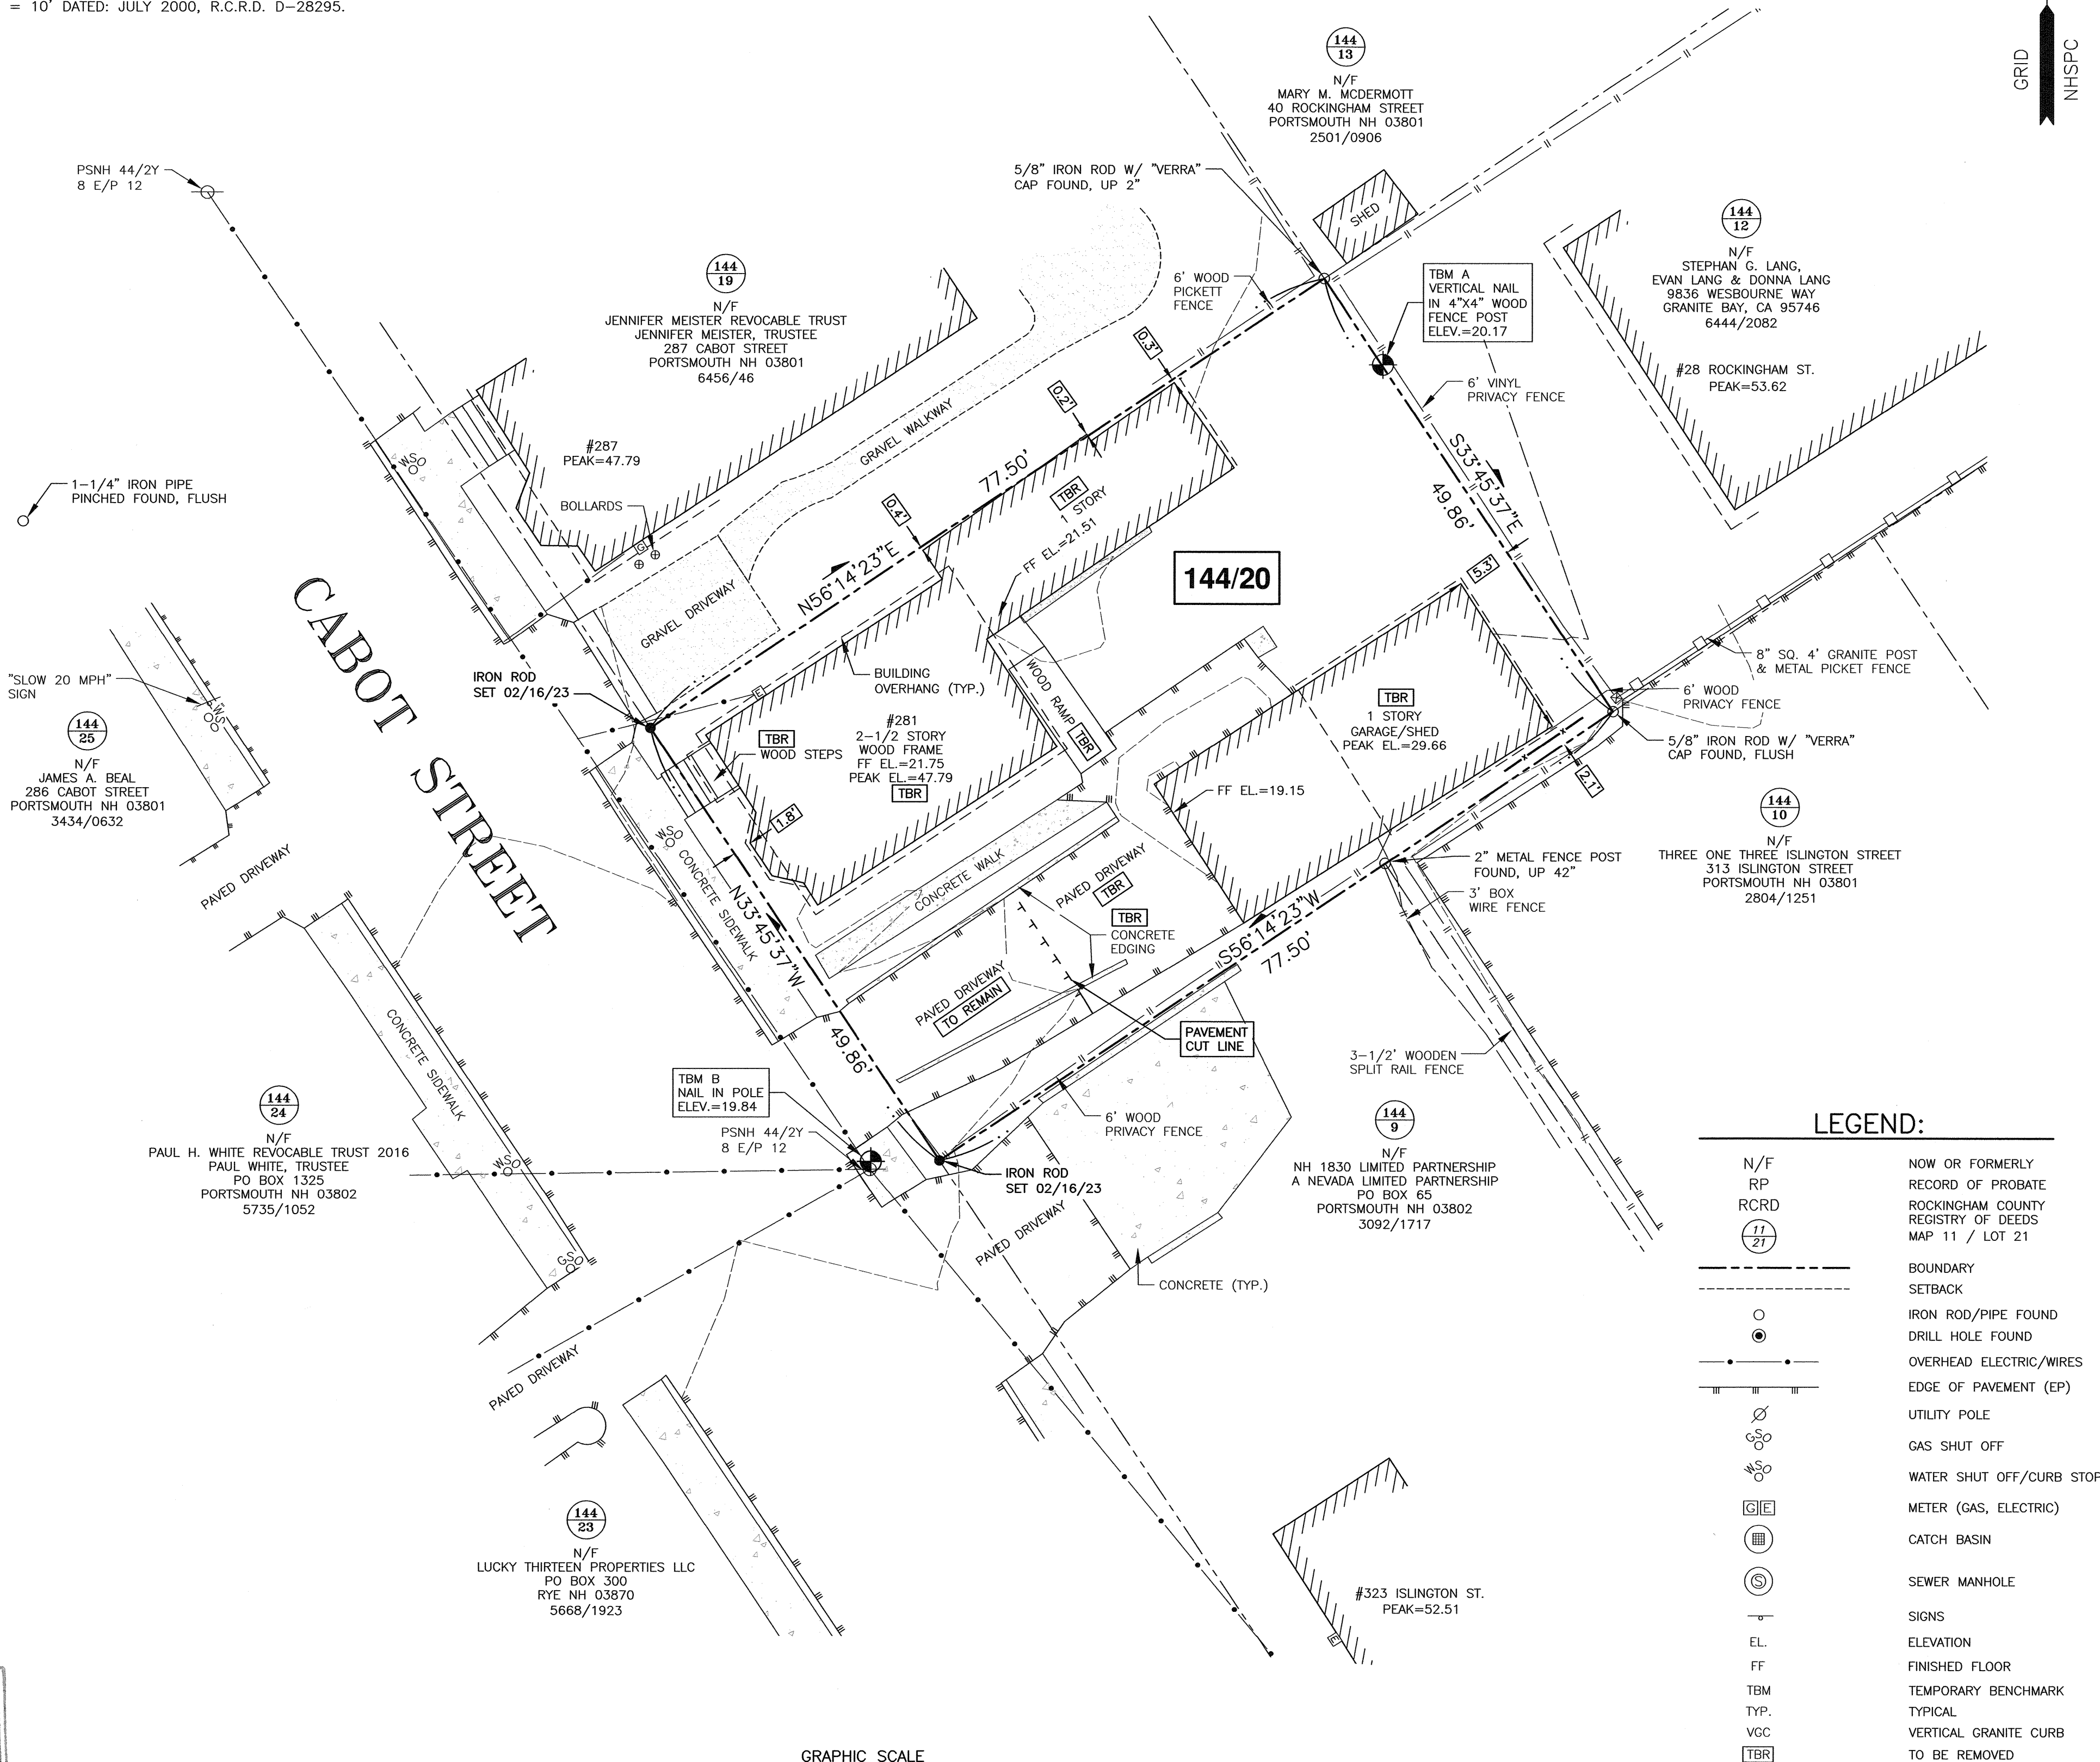 = 10' DATED: JULY 2000, R.C.R.D. D-28295.
GRID
NHSPC
144
13
N/F
MARY M. MCDERMOTT
40 ROCKINGHAM STREET
PORTSMOUTH NH 03801
2501/0906
PSNH 44/2Y
8 E/P 12
5/8" IRON ROD W/ "VERRA"
CAP FOUND, UP 2"
SHED
144
12
N/F
STEPHAN G. LANG,
EVAN LANG & DONNA LANG
9836 WESBOURNE WAY
GRANITE BAY, CA 95746
6444/2082
144
19
N/F
JENNIFER MEISTER REVOCABLE TRUST
JENNIFER MEISTER, TRUSTEE
287 CABOT STREET
PORTSMOUTH NH 03801
6456/46
6' WOOD
PICKETT
FENCE
TBM A
VERTICAL NAIL
IN 4"X4" WOOD
FENCE POST
ELEV.=20.17
#28 ROCKINGHAM ST.
PEAK=53.62
6' VINYL
PRIVACY FENCE
0.3'
0.2'
0.4'
#287
PEAK=47.79
WSO
GRAVEL WALKWAY
77.50'
S33°45'37"E
49.86'
1-1/4" IRON PIPE
PINCHED FOUND, FLUSH
BOLLARDS
G
TBR
1 STORY
FF EL.=21.51
144/20
N56°14'23"E
GRAVEL DRIVEWAY
5.3'
CABOT STREET
IRON ROD
SET 02/16/23
BUILDING
OVERHANG (TYP.)
E
WOOD RAMP
TBR
8" SQ. 4' GRANITE POST
& METAL PICKET FENCE
6' WOOD
PRIVACY FENCE
"SLOW 20 MPH"
SIGN
WSO
144
25
N/F
JAMES A. BEAL
286 CABOT STREET
PORTSMOUTH NH 03801
3434/0632
TBR
WOOD STEPS
#281
2-1/2 STORY
WOOD FRAME
FF EL.=21.75
PEAK EL.=47.79
TBR
TBR
1 STORY
GARAGE/SHED
PEAK EL.=29.66
5/8" IRON ROD W/ "VERRA"
CAP FOUND, FLUSH
2.1'
FF EL.=19.15
1.8'
144
10
N/F
THREE ONE THREE ISLINGTON STREET
313 ISLINGTON STREET
PORTSMOUTH NH 03801
2804/1251
PAVED DRIVEWAY
WSO
CONCRETE SIDEWALK
CONCRETE WALK
PAVED DRIVEWAY
TBR
2" METAL FENCE POST
FOUND, UP 42"
3' BOX
WIRE FENCE
TBR
CONCRETE
EDGING
N33°45'37"W
49.86'
S56°14'23"W
77.50'
PAVED DRIVEWAY
TO REMAIN
PAVEMENT
CUT LINE
CONCRETE SIDEWALK
3-1/2' WOODEN
SPLIT RAIL FENCE
TBM B
NAIL IN POLE
ELEV.=19.84
PSNH 44/2Y
8 E/P 12
6' WOOD
PRIVACY FENCE
144
24
N/F
PAUL H. WHITE REVOCABLE TRUST 2016
PAUL WHITE, TRUSTEE
PO BOX 1325
PORTSMOUTH NH 03802
5735/1052
WSO
GSO
IRON ROD
SET 02/16/23
144
9
N/F
NH 1830 LIMITED PARTNERSHIP
A NEVADA LIMITED PARTNERSHIP
PO BOX 65
PORTSMOUTH NH 03802
3092/1717
PAVED DRIVEWAY
CONCRETE (TYP.)
PAVED DRIVEWAY
144
23
N/F
LUCKY THIRTEEN PROPERTIES LLC
PO BOX 300
RYE NH 03870
5668/1923
#323 ISLINGTON ST.
PEAK=52.51
E
LEGEND:
N/F NOW OR FORMERLY
RP RECORD OF PROBATE
RCRD ROCKINGHAM COUNTY
REGISTRY OF DEEDS
11
21
MAP 11 / LOT 21
BOUNDARY
SETBACK
IRON ROD/PIPE FOUND
DRILL HOLE FOUND
OVERHEAD ELECTRIC/WIRES
EDGE OF PAVEMENT (EP)
UTILITY POLE
GSO GAS SHUT OFF
WSO WATER SHUT OFF/CURB STOP
G E METER (GAS, ELECTRIC)
CATCH BASIN
S SEWER MANHOLE
SIGNS
EL. ELEVATION
FF FINISHED FLOOR
TBM TEMPORARY BENCHMARK
TYP. TYPICAL
VGC VERTICAL GRANITE CURB
TBR TO BE REMOVED
GRAPHIC SCALE